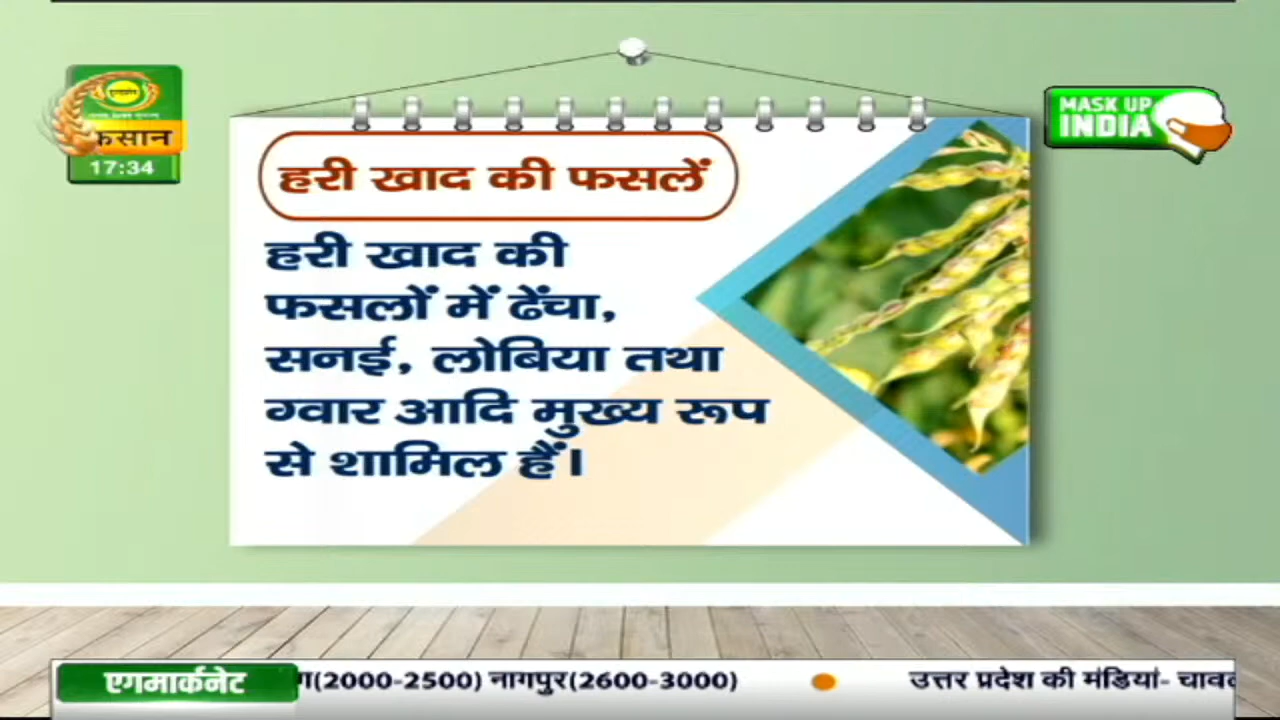 किसान
17:34
MASK UP
INDIA
हरी खाद की फसलें
हरी खाद की
फसलों में ढेंचा,
सनई, लोबिया तथा
ग्वार आदि मुख्य रूप
से शामिल हैं।
एगमार्कनेट
(2000-2500) नागपुर(2600-3000)
उत्तर प्रदेश की मंडियां-